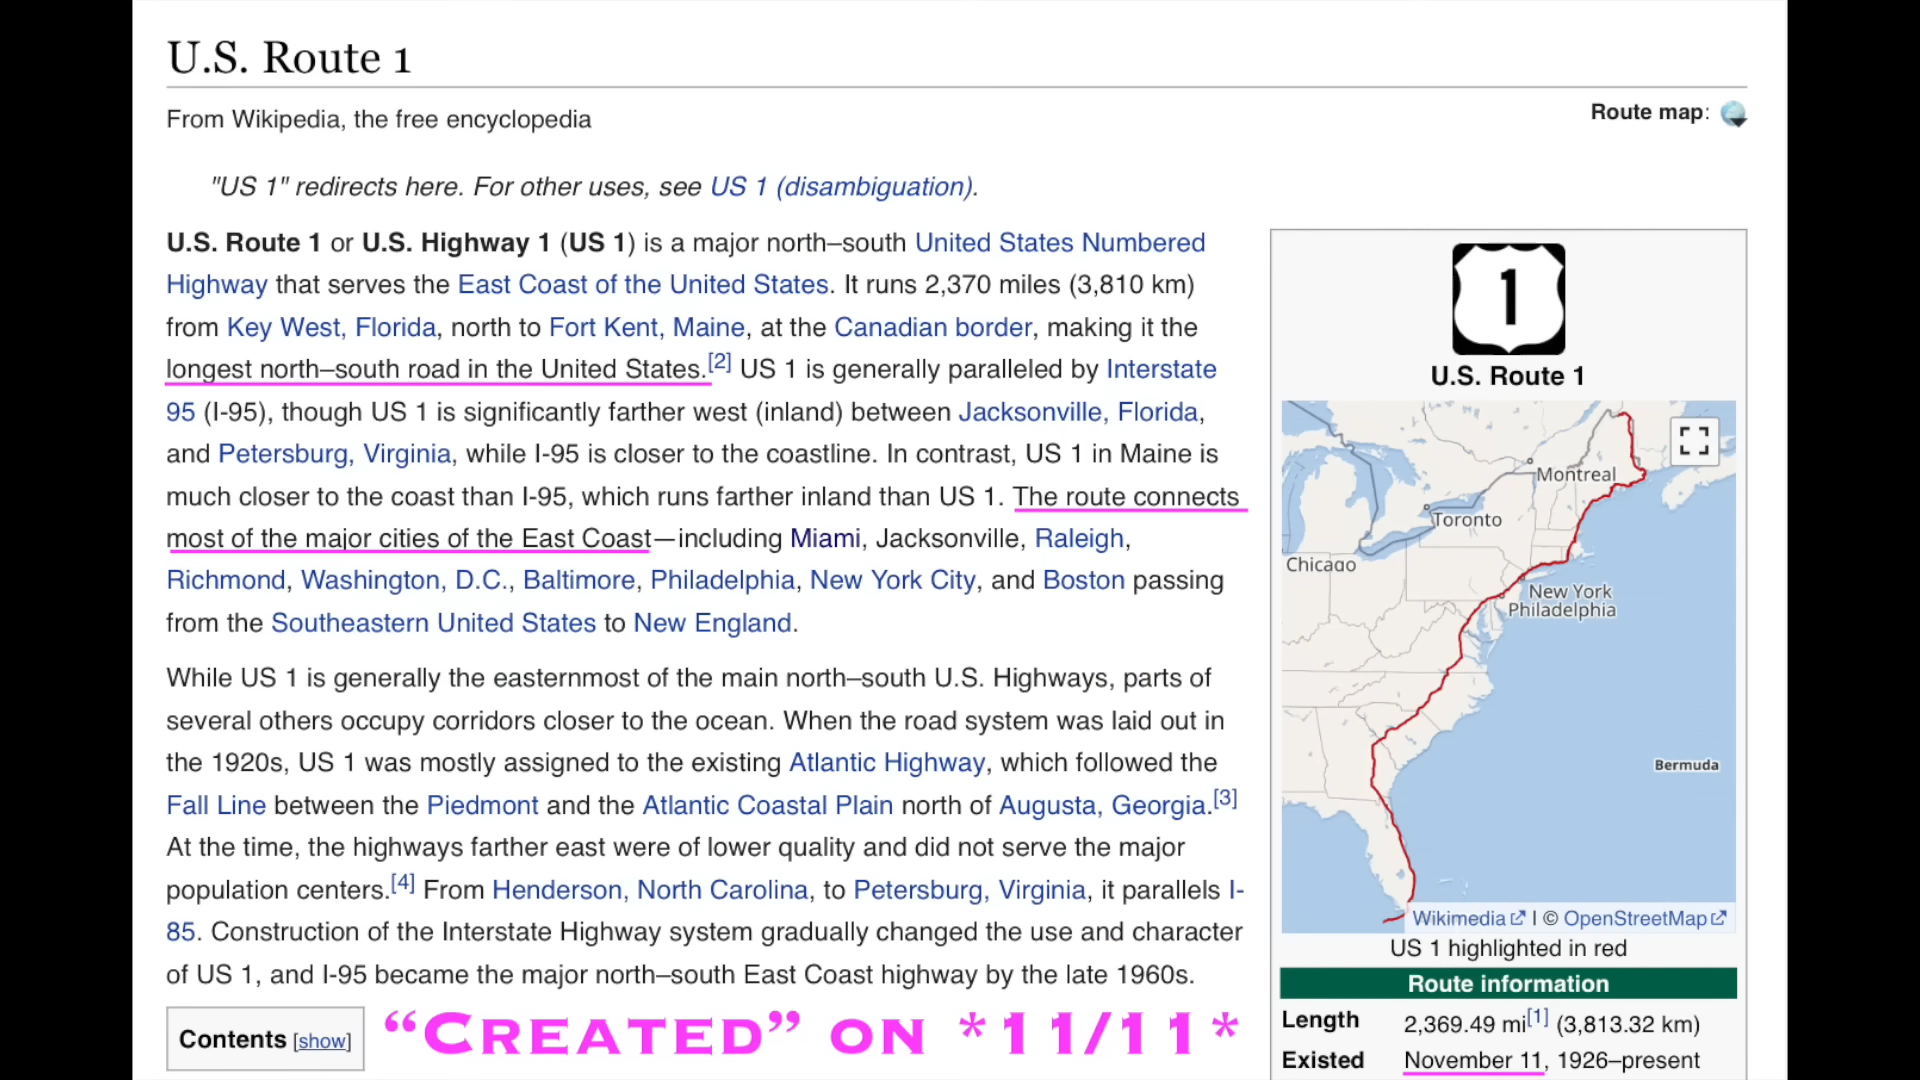 U.S. Route 1
From Wikipedia, the free encyclopedia
Route map:
"US 1" redirects here. For other uses, see US 1 (disambiguation).
U.S. Route 1 or U.S. Highway 1 (US 1) is a major north–south United States Numbered
Highway that serves the East Coast of the United States. It runs 2,370 miles (3,810 km)
from Key West, Florida, north to Fort Kent, Maine, at the Canadian border, making it the
longest north–south road in the United States.[2] US 1 is generally paralleled by Interstate
95 (I-95), though US 1 is significantly farther west (inland) between Jacksonville, Florida,
and Petersburg, Virginia, while I-95 is closer to the coastline. In contrast, US 1 in Maine is
much closer to the coast than I-95, which runs farther inland than US 1. The route connects
most of the major cities of the East Coast—including Miami, Jacksonville, Raleigh,
Richmond, Washington, D.C., Baltimore, Philadelphia, New York City, and Boston passing
from the Southeastern United States to New England.
While US 1 is generally the easternmost of the main north–south U.S. Highways, parts of
several others occupy corridors closer to the ocean. When the road system was laid out in
the 1920s, US 1 was mostly assigned to the existing Atlantic Highway, which followed the
Fall Line between the Piedmont and the Atlantic Coastal Plain north of Augusta, Georgia.[3]
At the time, the highways farther east were of lower quality and did not serve the major
population centers.[4] From Henderson, North Carolina, to Petersburg, Virginia, it parallels I-
85. Construction of the Interstate Highway system gradually changed the use and character
of US 1, and I-95 became the major north–south East Coast highway by the late 1960s.
Contents [show]
“Created” on *11/11*
1
U.S. Route 1
Montreal
Toronto
Chicago
New York
Philadelphia
Bermuda
Wikimedia | © OpenStreetMap
US 1 highlighted in red
Route information
Length 2,369.49 mi[1] (3,813.32 km)
Existed November 11, 1926–present